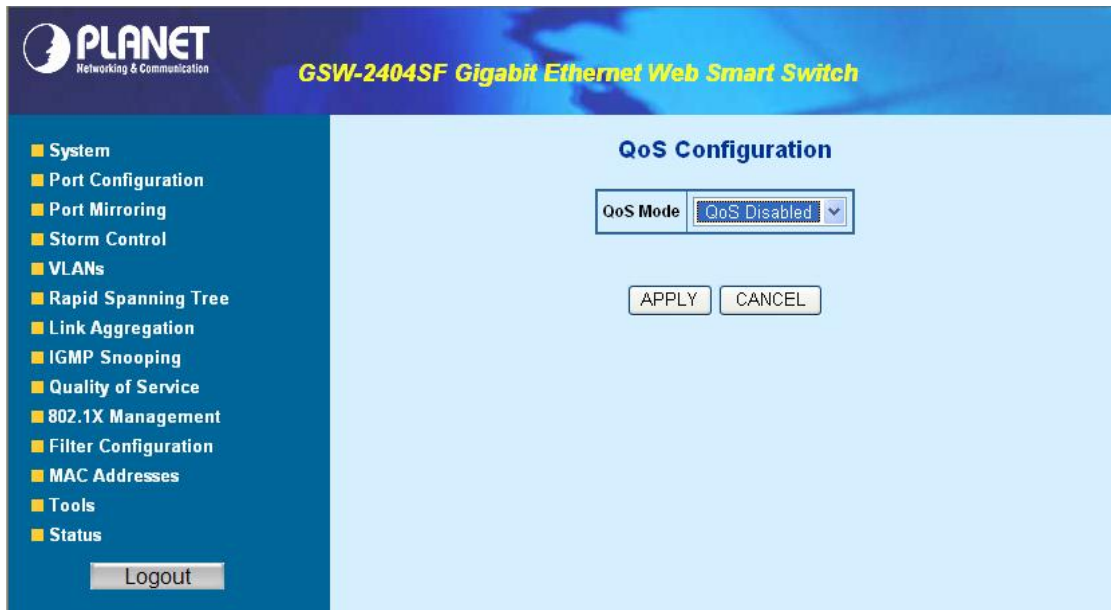 PLANET
Networking & Communication
GSW-2404SF Gigabit Ethernet Web Smart Switch
System
Port Configuration
Port Mirroring
Storm Control
VLANs
Rapid Spanning Tree
Link Aggregation
IGMP Snooping
Quality of Service
802.1X Management
Filter Configuration
MAC Addresses
Tools
Status
Logout
QoS Configuration
QoS Mode QoS Disabled
APPLY CANCEL